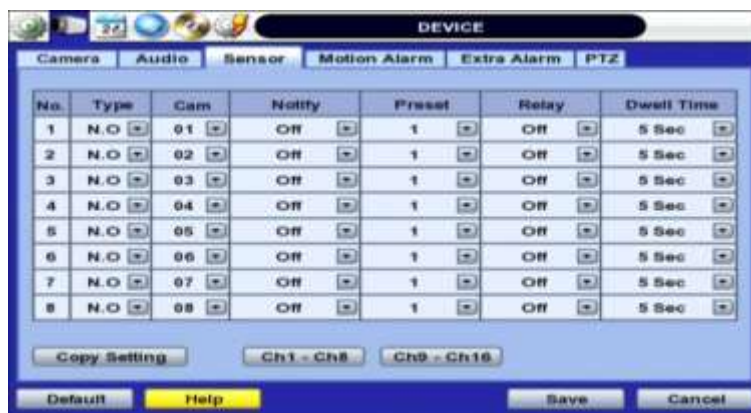 DEVICE
Camera Audio Sensor Motion Alarm Extra Alarm PTZ
No. Type Cam Notify Preset Relay Dwell Time
1 N.O 01 Off 1 Off 5 Sec
2 N.O 02 Off 1 Off 5 Sec
3 N.O 03 Off 1 Off 5 Sec
4 N.O 04 Off 1 Off 5 Sec
5 N.O 05 Off 1 Off 5 Sec
6 N.O 06 Off 1 Off 5 Sec
7 N.O 07 Off 1 Off 5 Sec
8 N.O 08 Off 1 Off 5 Sec
Copy Setting Ch1 - Ch8 Ch9 - Ch16
Default Help Save Cancel